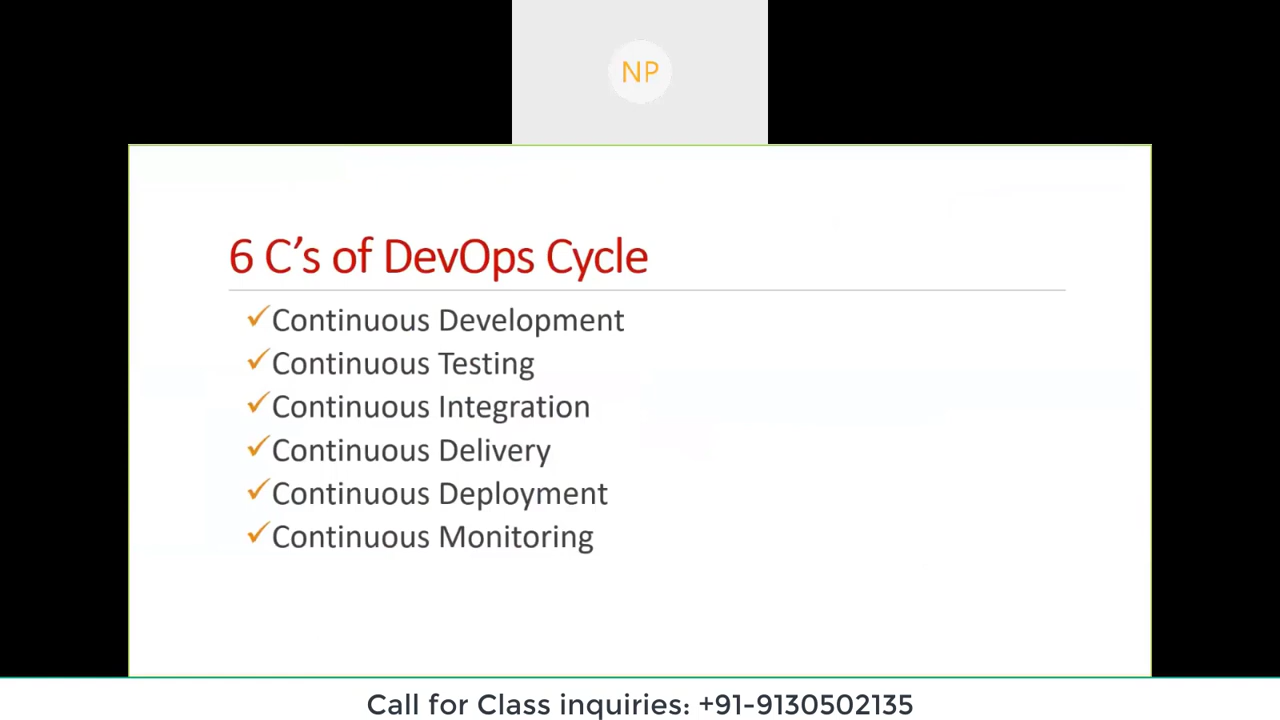 NP
6 C’s of DevOps Cycle
✓Continuous Development
✓Continuous Testing
✓Continuous Integration
✓Continuous Delivery
✓Continuous Deployment
✓Continuous Monitoring
Call for Class inquiries: +91-9130502135